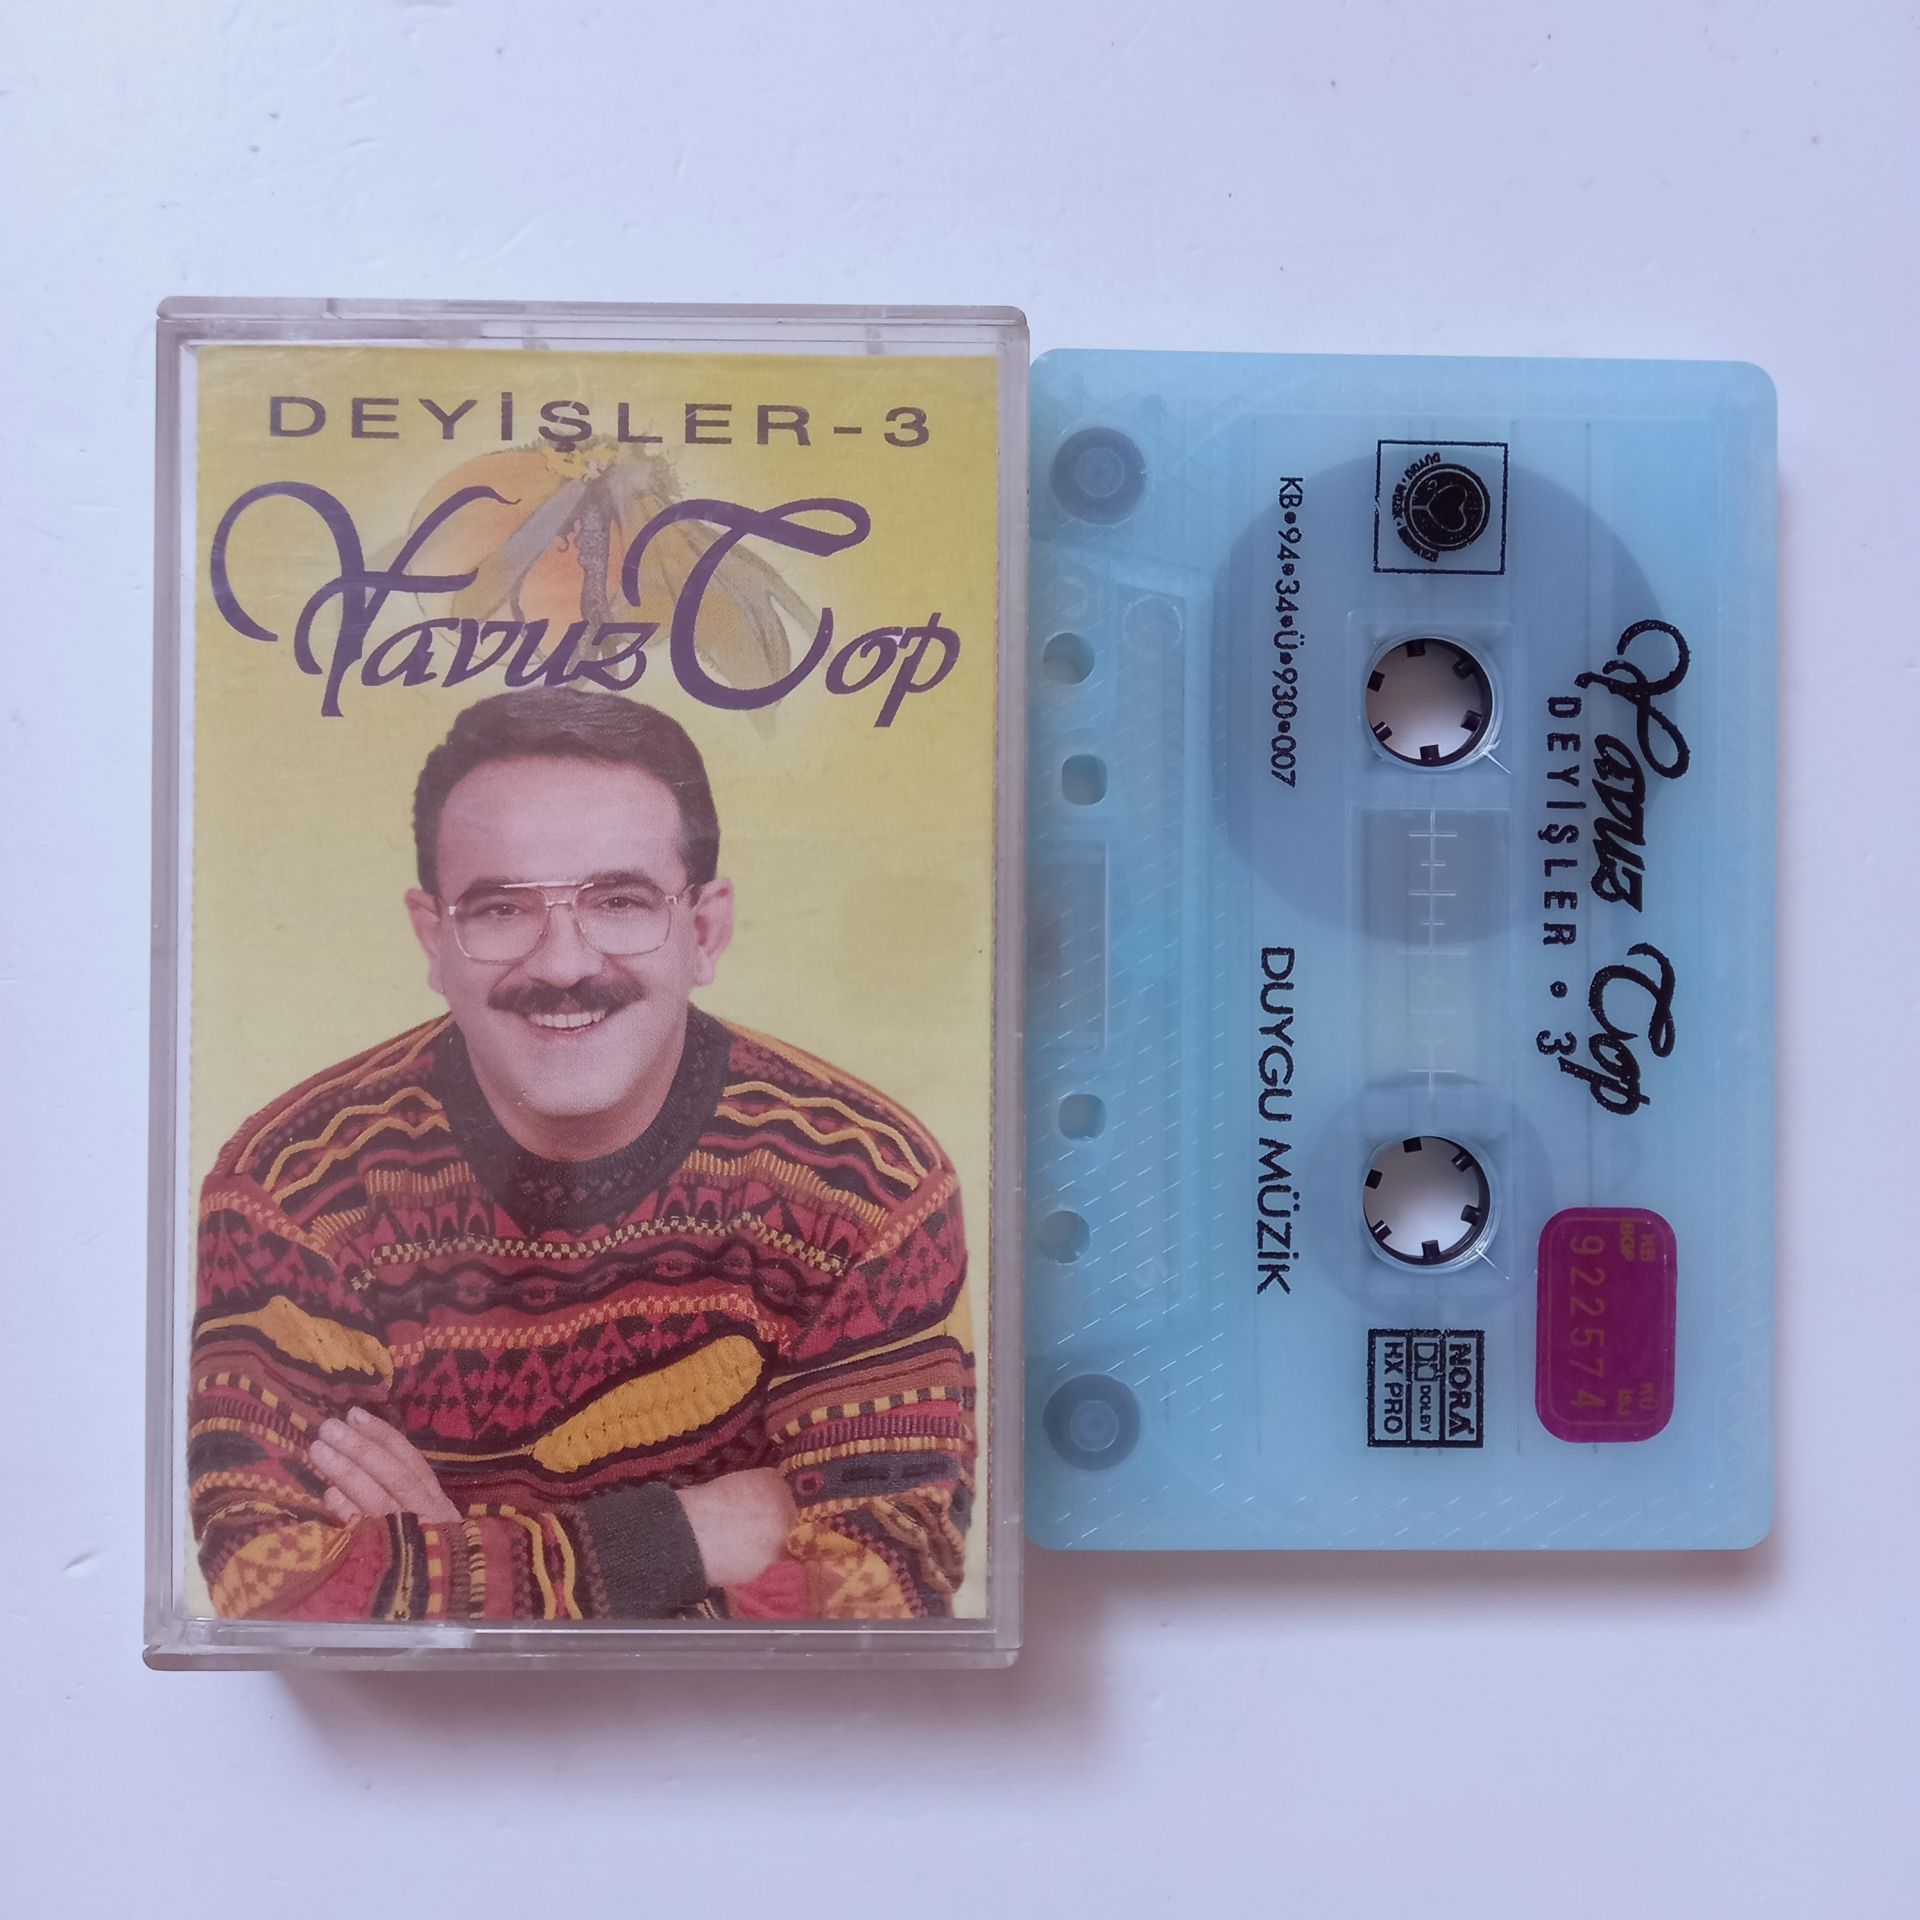 DEYİŞLER-3
Yavuz Top
Yavuz Top
DEYİŞLER • 3
KB•94•34•Ü•930•007
DUYGU MÜZİK
NORA
DOLBY
HX PRO
KB
922574